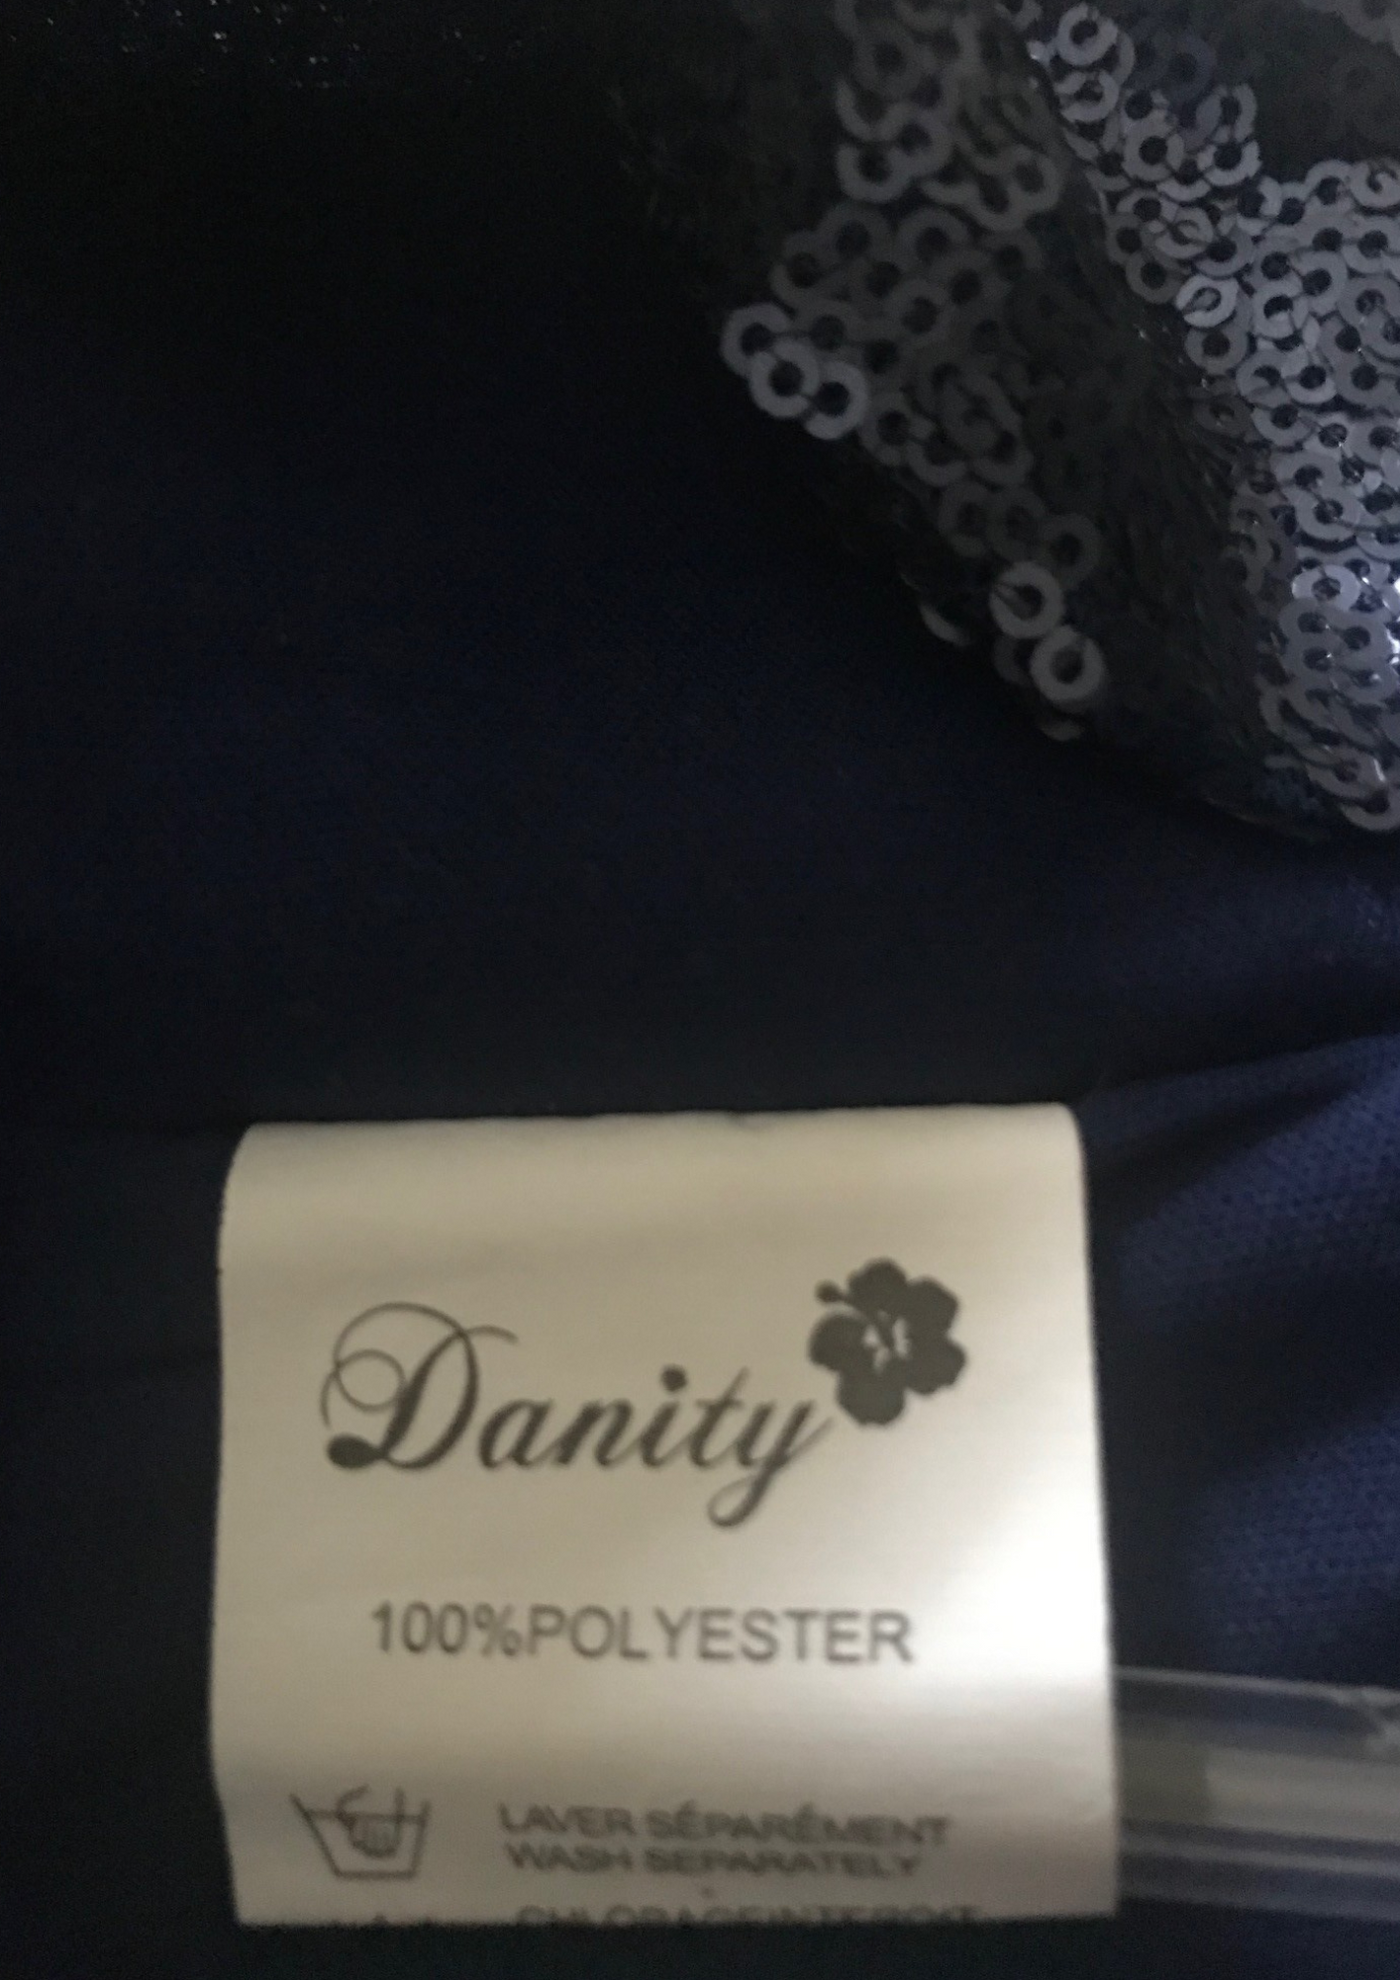 Danity
100%POLYESTER
LAVER SÉPARÉMENT
WASH SEPARATELY